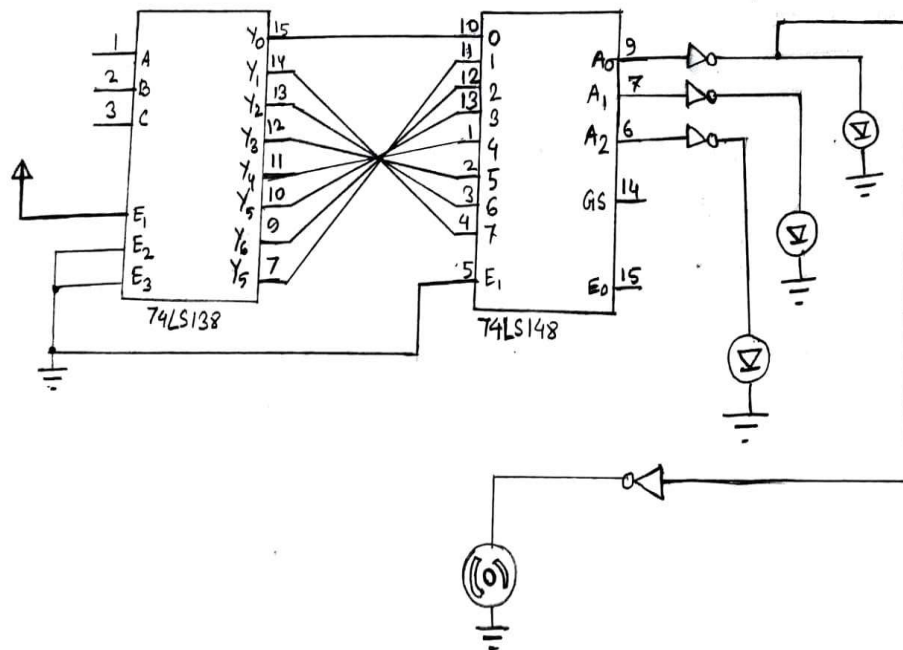 1 A
2 B
3 C
E1
E2
E3
Y0 15
Y1 14
Y2 13
Y3 12
Y4 11
Y5 10
Y6 9
Y5 7
74LS138
10 0
11 1
12 2
13 3
1 4
2 5
3 6
4 7
5 E1
A0 9
A1 7
A2 6
GS 14
E0 15
74LS148